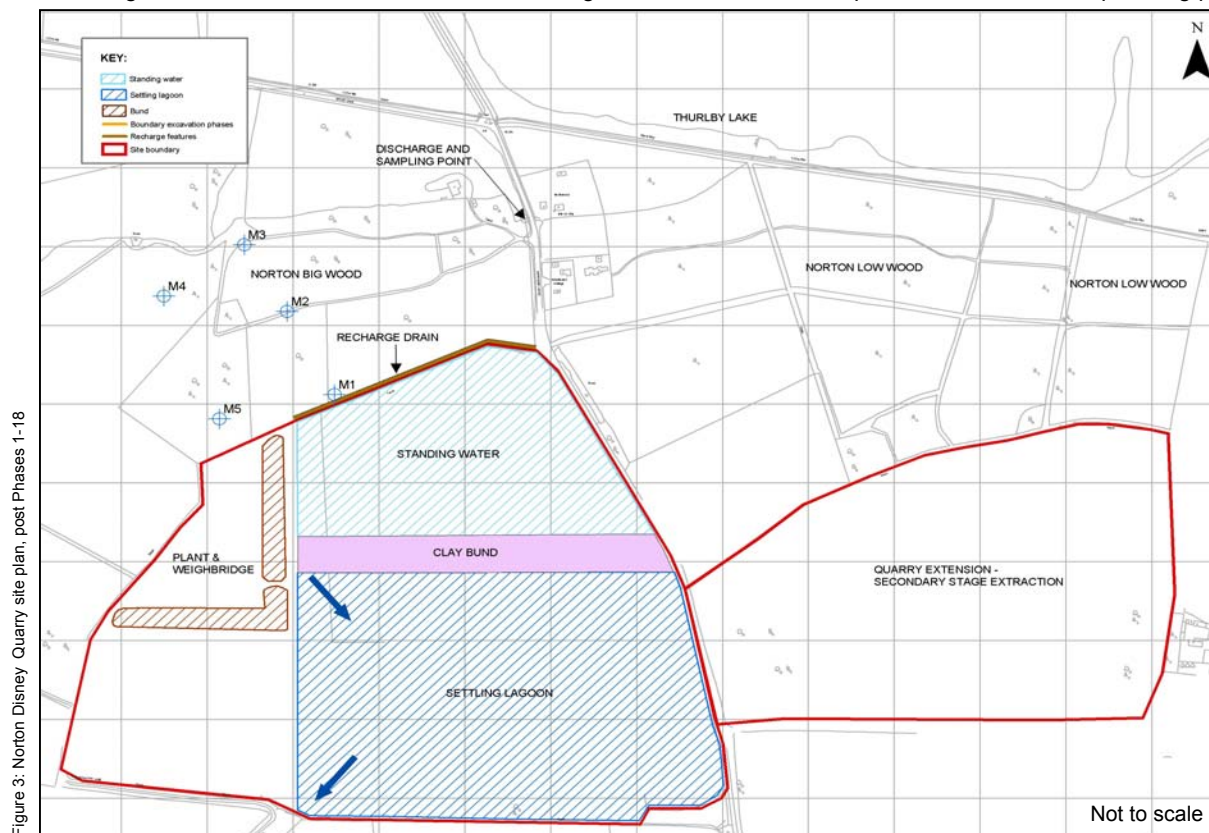 Figure 3: Norton Disney Quarry site plan, post Phases 1-18
KEY:
Standing water
Settling lagoon
Bund
Boundary excavation phases
Recharge features
Site boundary
N
THURLBY LAKE
DISCHARGE AND
SAMPLING POINT
M3
M4
NORTON BIG WOOD
M2
NORTON LOW WOOD
NORTON LOW WOOD
RECHARGE DRAIN
M1
M5
STANDING WATER
CLAY BUND
PLANT &
WEIGHBRIDGE
QUARRY EXTENSION -
SECONDARY STAGE EXTRACTION
SETTLING LAGOON
Not to scale